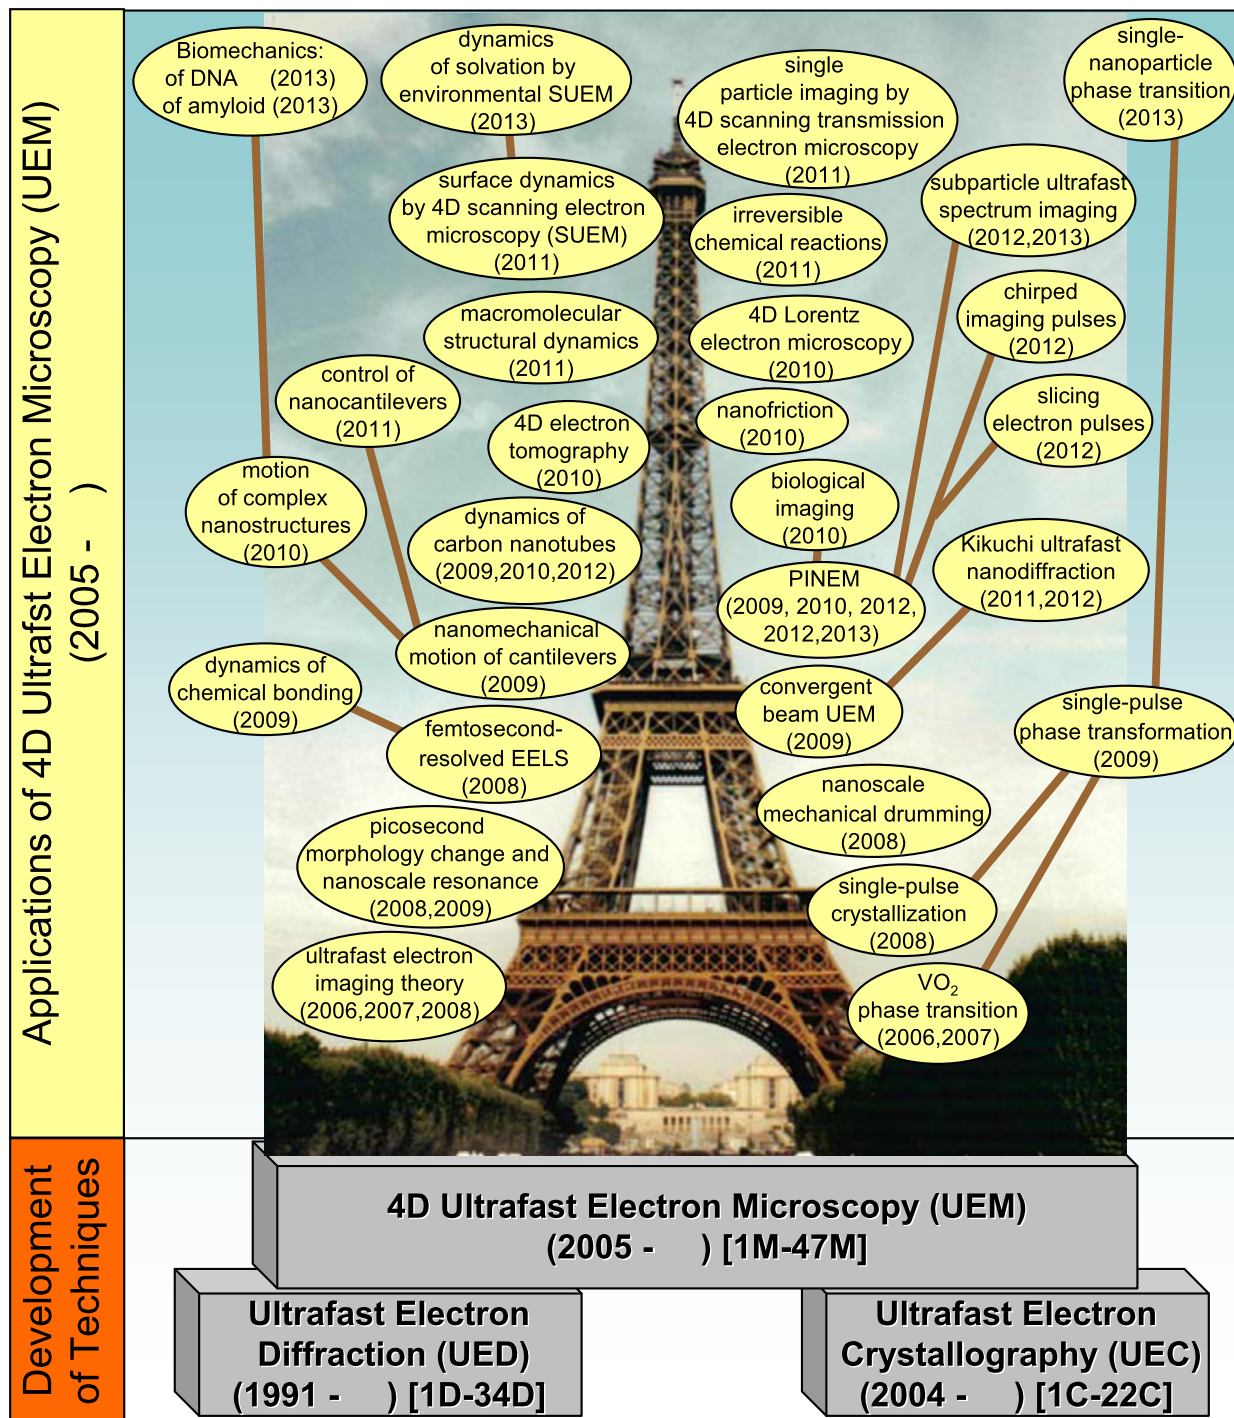 Applications of 4D Ultrafst Electron Microscopy (UEM)
(2005 - )
Biomechanics:
of DNA (2013)
of amyloid (2013)
dynamics
of solvation by
environmental SUEM
(2013)
single
particle imaging by
4D scanning transmission
electron microscopy
(2011)
single-
nanoparticle
phase transition
(2013)
surface dynamics
by 4D scanning electron
microscopy (SUEM)
(2011)
irreversible
chemical reactions
(2011)
subparticle ultrafast
spectrum imaging
(2012,2013)
macromolecular
structural dynamics
(2011)
4D Lorentz
electron microscopy
(2010)
chirped
imaging pulses
(2012)
control of
nanocantilevers
(2011)
4D electron
tomography
(2010)
nanofriction
(2010)
slicing
electron pulses
(2012)
motion
of complex
nanostructures
(2010)
dynamics of
carbon nanotubes
(2009,2010,2012)
biological
imaging
(2010)
PINEM
(2009, 2010, 2012,
2012,2013)
Kikuchi ultrafast
nanodiffraction
(2011,2012)
nanomechanical
motion of cantilevers
(2009)
dynamics of
chemical bonding
(2009)
femtosecond-
resolved EELS
(2008)
convergent
beam UEM
(2009)
single-pulse
phase transformation
(2009)
nanoscale
mechanical drumming
(2008)
picosecond
morphology change and
nanoscale resonance
(2008,2009)
single-pulse
crystallization
(2008)
ultrafast electron
imaging theory
(2006,2007,2008)
VO2
phase transition
(2006,2007)
Development
of Techniques
4D Ultrafast Electron Microscopy (UEM)
(2005 - ) [1M-47M]
Ultrafast Electron
Diffraction (UED)
(1991 - ) [1D-34D]
Ultrafast Electron
Crystallography (UEC)
(2004 - ) [1C-22C]